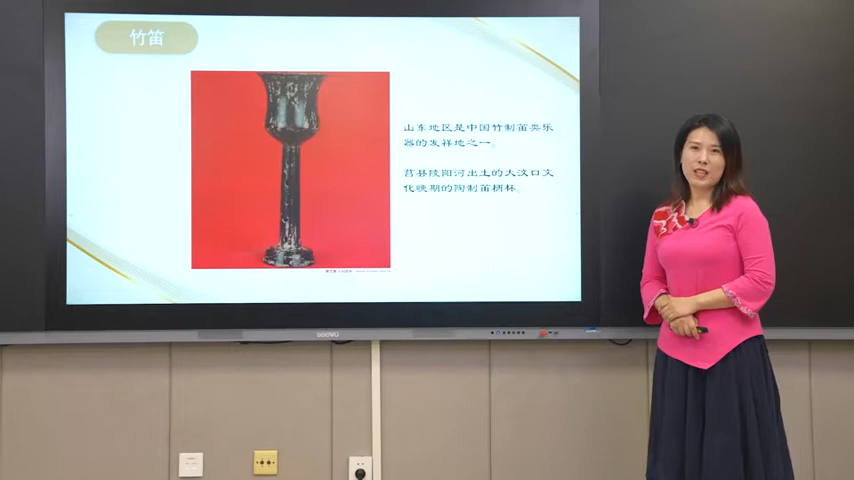 竹笛
山东地区是中国竹制笛类乐
器的发祥地之一。
莒县陵阳河出土的大汶口文
化晚期的陶制笛柄杯。
seewo